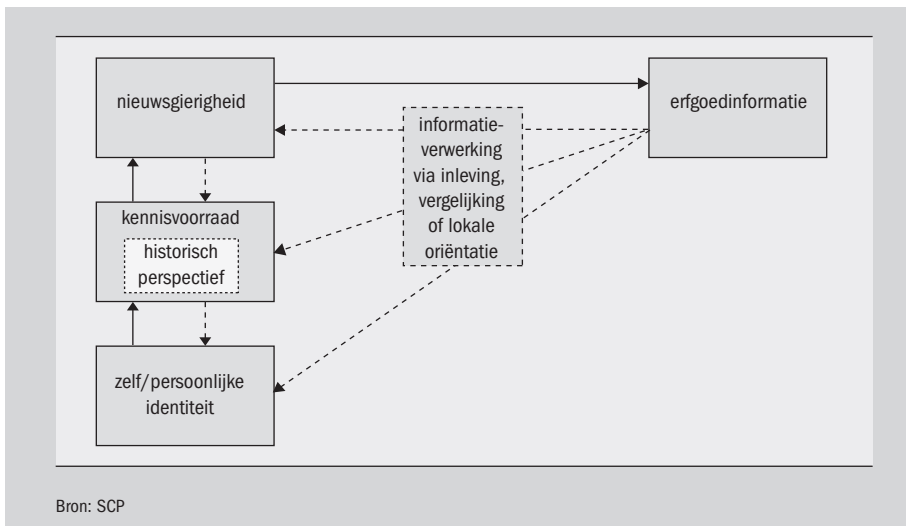 nieuwsgierigheid
erfgoedinformatie
informatie-
verwerking
via inleving,
vergelijking
of lokale
oriëntatie
kennisvoorraad
historisch
perspectief
zelf/persoonlijke
identiteit
Bron: SCP